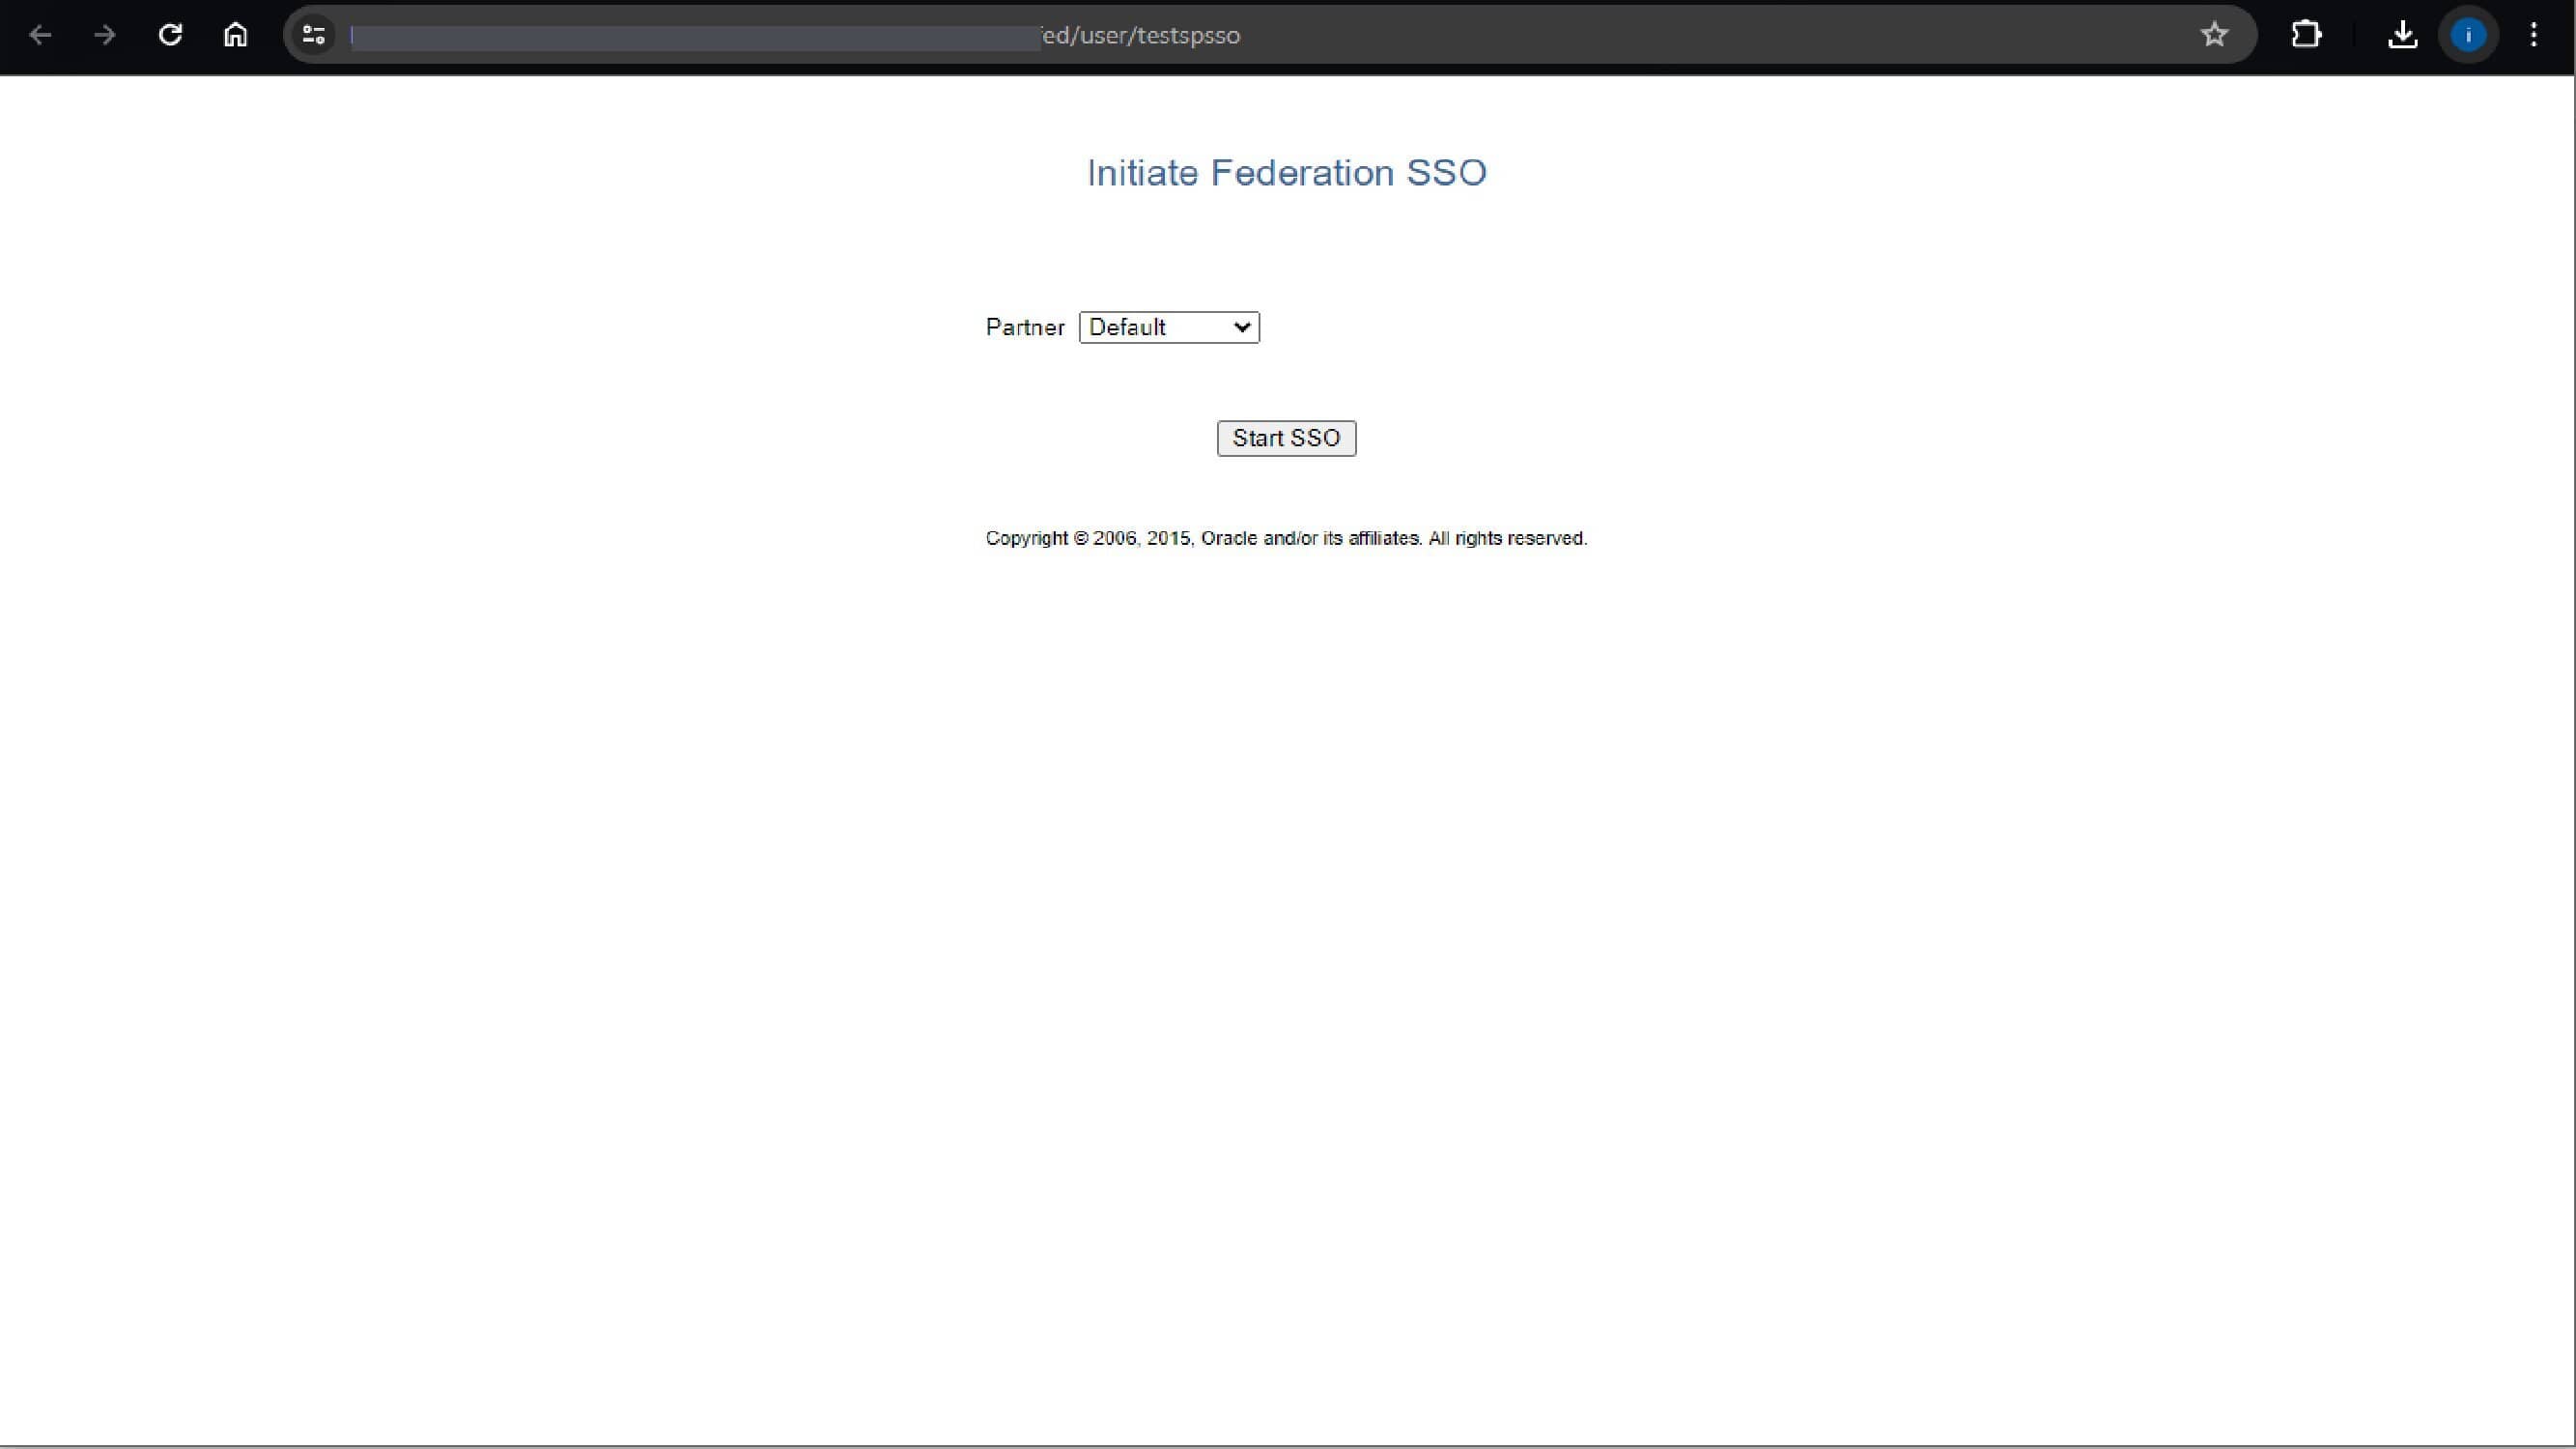 ed/user/testspsso
i
Initiate Federation SSO
Partner Default
Start SSO
Copyright © 2006, 2015, Oracle and/or its affiliates. All rights reserved.